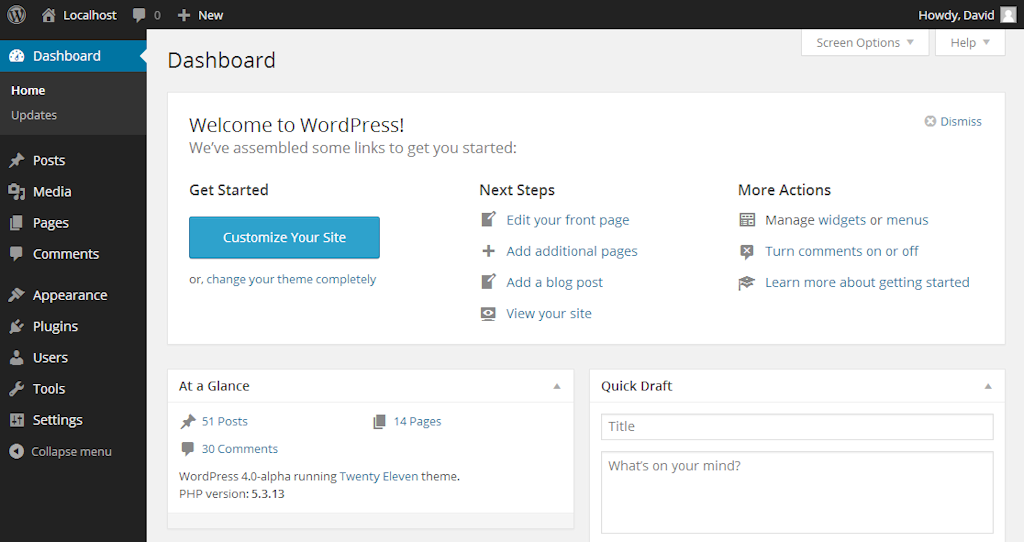 Localhost 0 New Howdy, David
Screen Options Help
Dashboard
Home
Updates
Posts
Media
Pages
Comments
Appearance
Plugins
Users
Tools
Settings
Collapse menu
Dashboard
Welcome to WordPress!
We've assembled some links to get you started:
Dismiss
Get Started
Customize Your Site
or, change your theme completely
Next Steps
Edit your front page
Add additional pages
Add a blog post
View your site
More Actions
Manage widgets or menus
Turn comments on or off
Learn more about getting started
At a Glance
51 Posts 14 Pages
30 Comments
WordPress 4.0-alpha running Twenty Eleven theme.
PHP version: 5.3.13
Quick Draft
Title
What's on your mind?